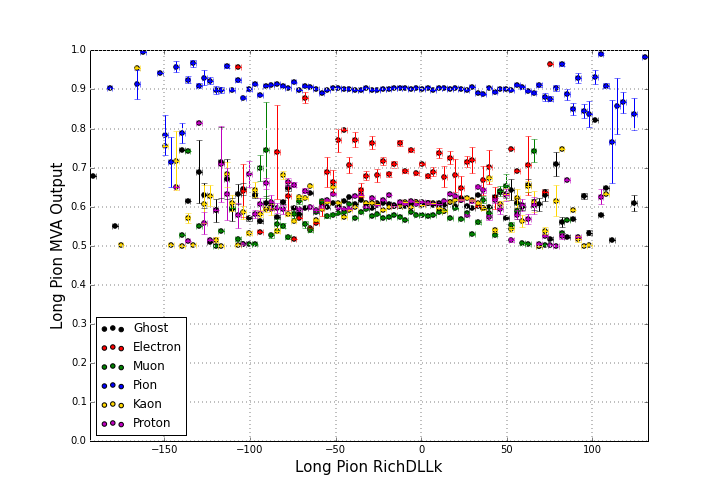 1.0
0.9
0.8
0.7
0.6
0.5
0.4
0.3
0.2
0.1
0.0
Long Pion MVA Output
Ghost
Electron
Muon
Pion
Kaon
Proton
−150 −100 −50 0 50 100
Long Pion RichDLLk